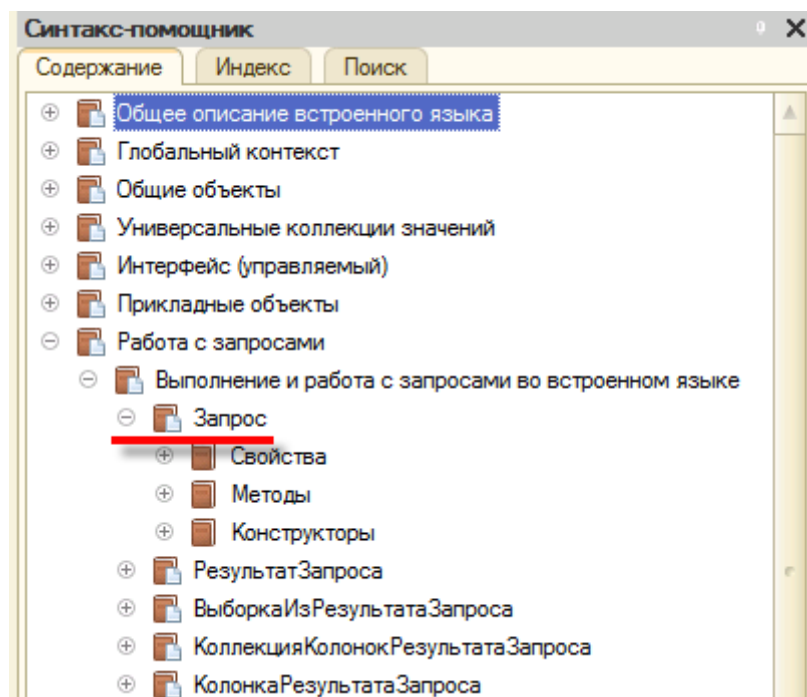 Синтакс-помощник
Содержание Индекс Поиск
Общее описание встроенного языка
Глобальный контекст
Общие объекты
Универсальные коллекции значений
Интерфейс (управляемый)
Прикладные объекты
Работа с запросами
Выполнение и работа с запросами во встроенном языке
Запрос
Свойства
Методы
Конструкторы
РезультатЗапроса
ВыборкаИзРезультатаЗапроса
КоллекцияКолонокРезультатаЗапроса
КолонкаРезультатаЗапроса